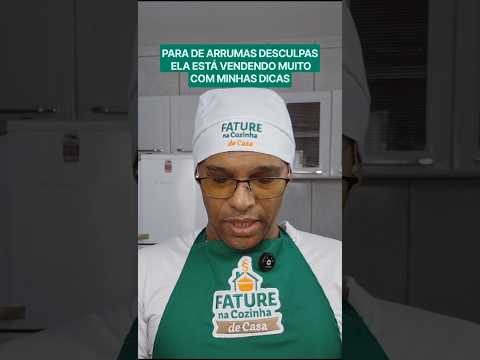 PARA DE ARRUMAS DESCULPAS
ELA ESTÁ VENDENDO MUITO
COM MINHAS DICAS
FATURE
na Cozinha
de Casa
FATURE
na Cozinha
de Casa